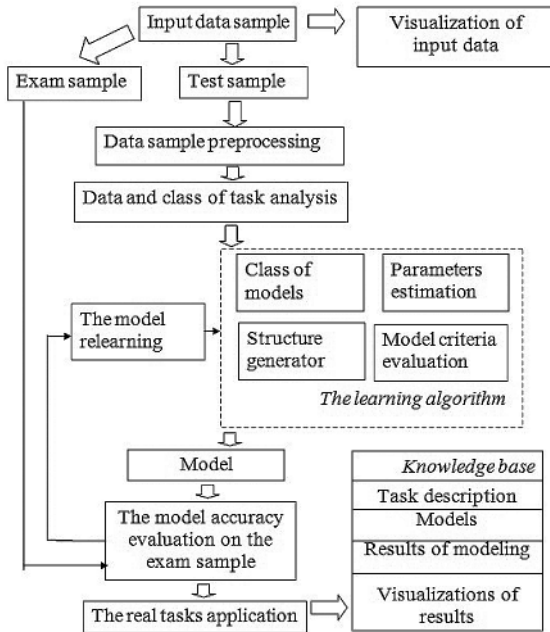 Input data sample
Visualization of
input data
Exam sample
Test sample
Data sample preprocessing
Data and class of task analysis
Class of
models
Parameters
estimation
The model
relearning
Structure
generator
Model criteria
evaluation
The learning algorithm
Model
The model accuracy
evaluation on the
exam sample
The real tasks application
Knowledge base
Task description
Models
Results of modeling
Visualizations of
results